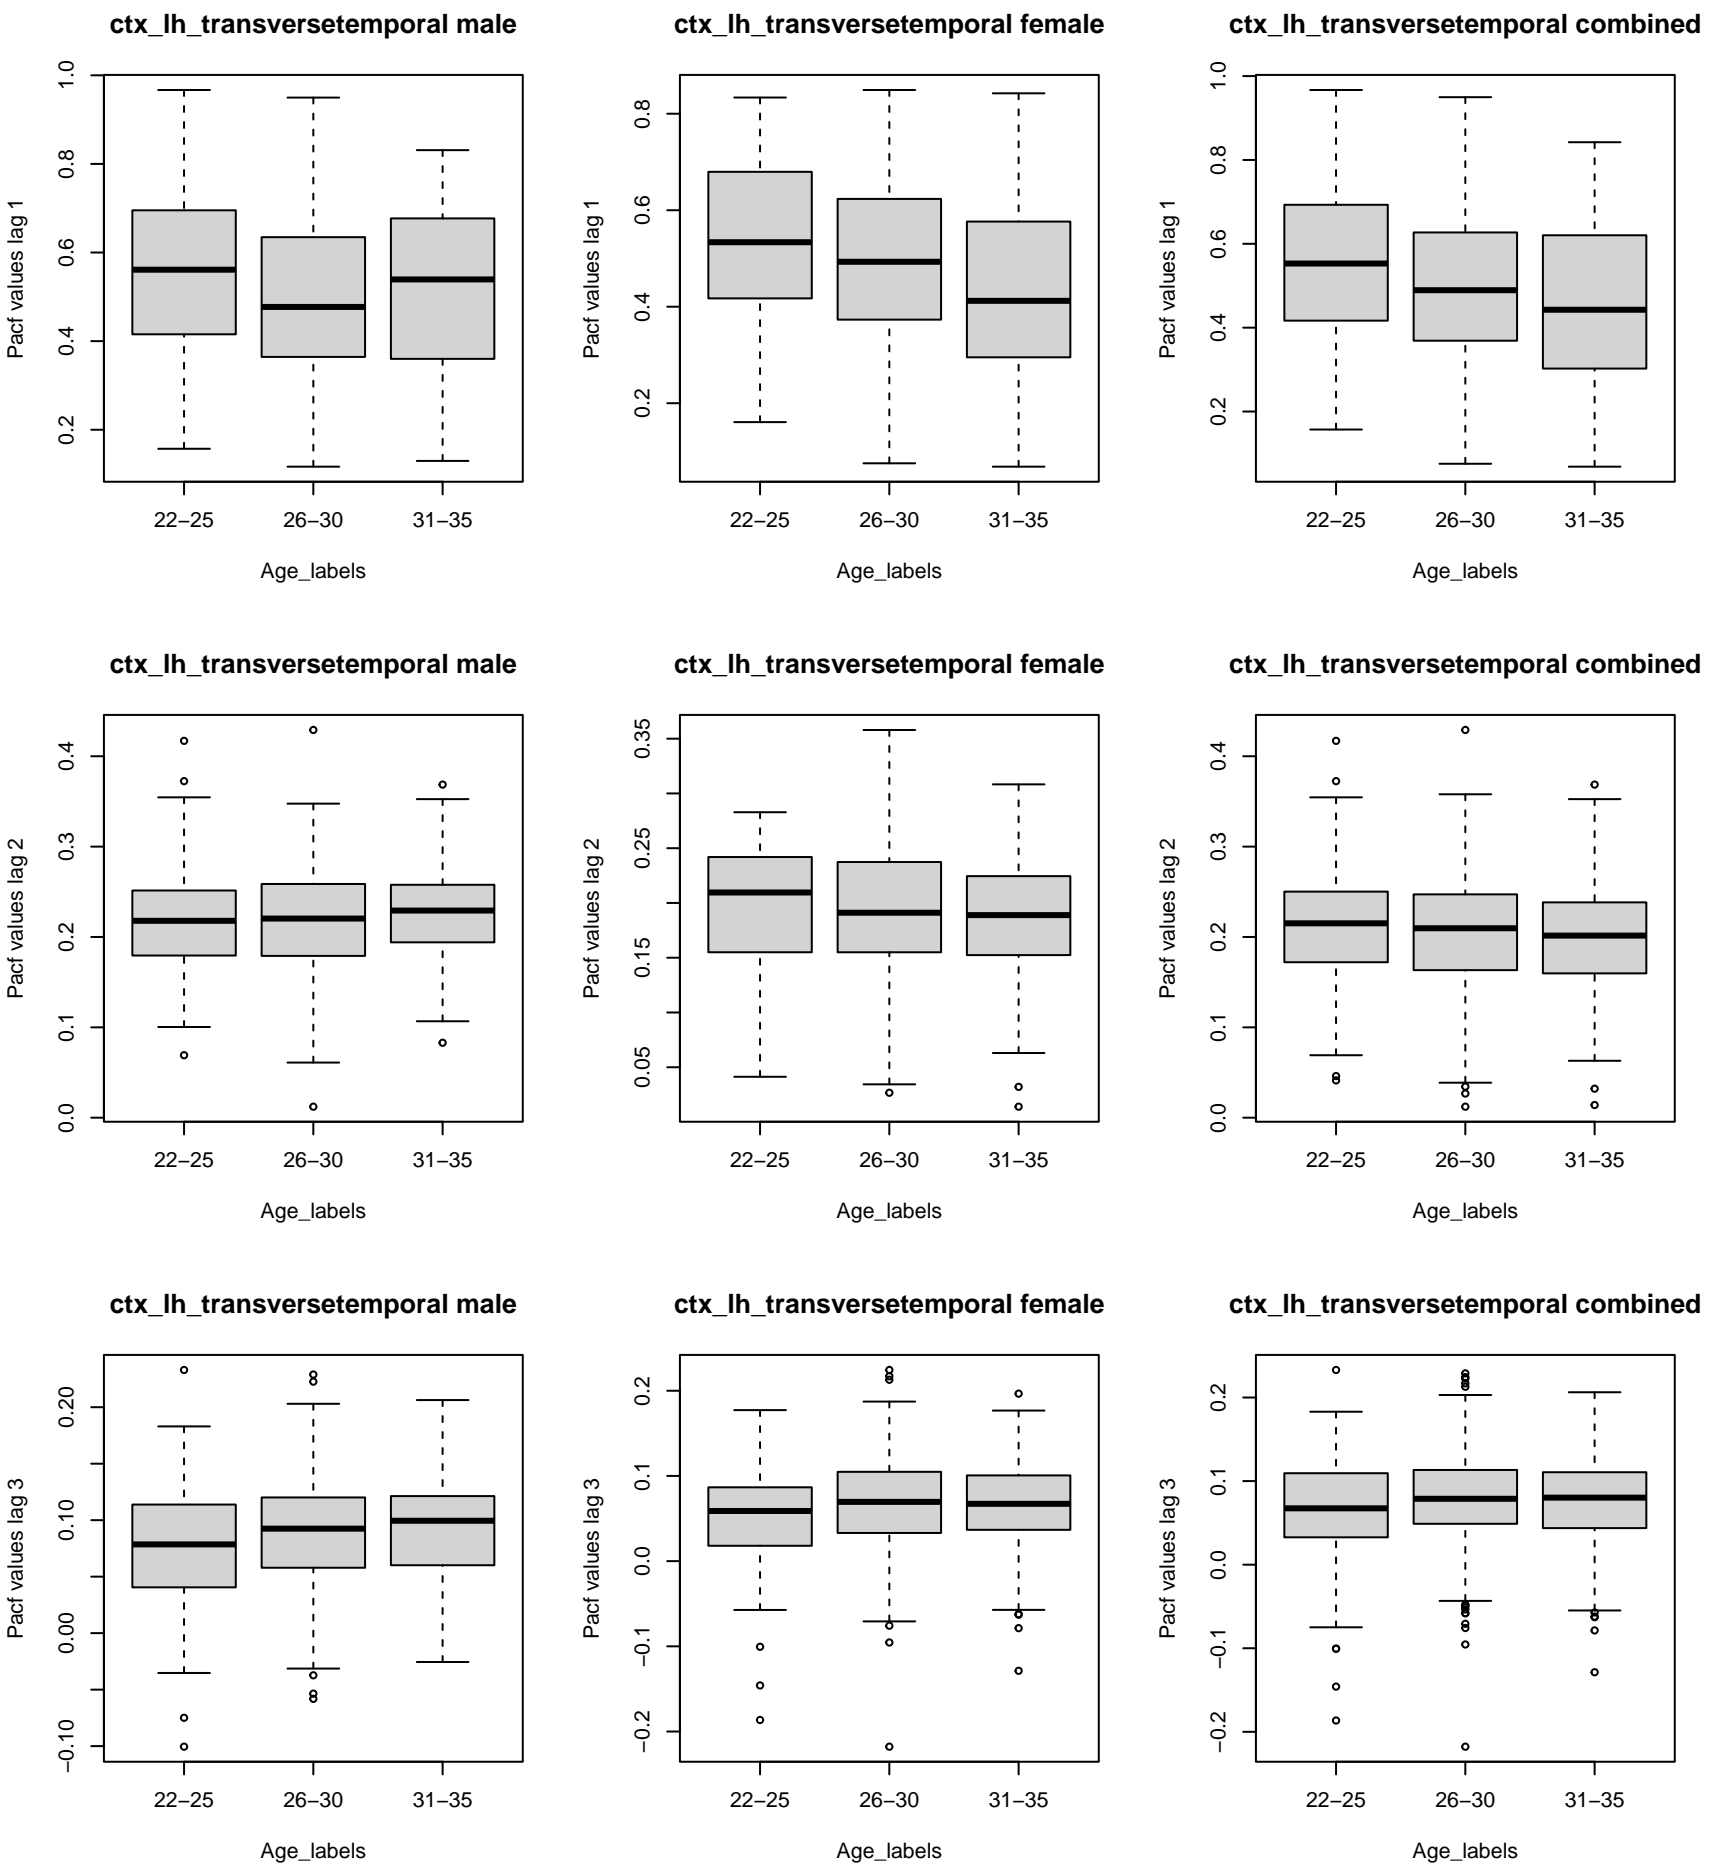 ctx_lh_transversetemporal male
Pacf values lag 1
1.0
0.8
0.6
0.4
0.2
22−25 26−30 31−35
Age_labels
ctx_lh_transversetemporal female
Pacf values lag 1
0.8
0.6
0.4
0.2
22−25 26−30 31−35
Age_labels
ctx_lh_transversetemporal combined
Pacf values lag 1
1.0
0.8
0.6
0.4
0.2
22−25 26−30 31−35
Age_labels
ctx_lh_transversetemporal male
Pacf values lag 2
0.4
0.3
0.2
0.1
0.0
22−25 26−30 31−35
Age_labels
ctx_lh_transversetemporal female
Pacf values lag 2
0.35
0.25
0.15
0.05
22−25 26−30 31−35
Age_labels
ctx_lh_transversetemporal combined
Pacf values lag 2
0.4
0.3
0.2
0.1
0.0
22−25 26−30 31−35
Age_labels
ctx_lh_transversetemporal male
Pacf values lag 3
0.20
0.10
0.00
−0.10
22−25 26−30 31−35
Age_labels
ctx_lh_transversetemporal female
Pacf values lag 3
0.2
0.1
0.0
−0.1
−0.2
22−25 26−30 31−35
Age_labels
ctx_lh_transversetemporal combined
Pacf values lag 3
0.2
0.1
0.0
−0.1
−0.2
22−25 26−30 31−35
Age_labels